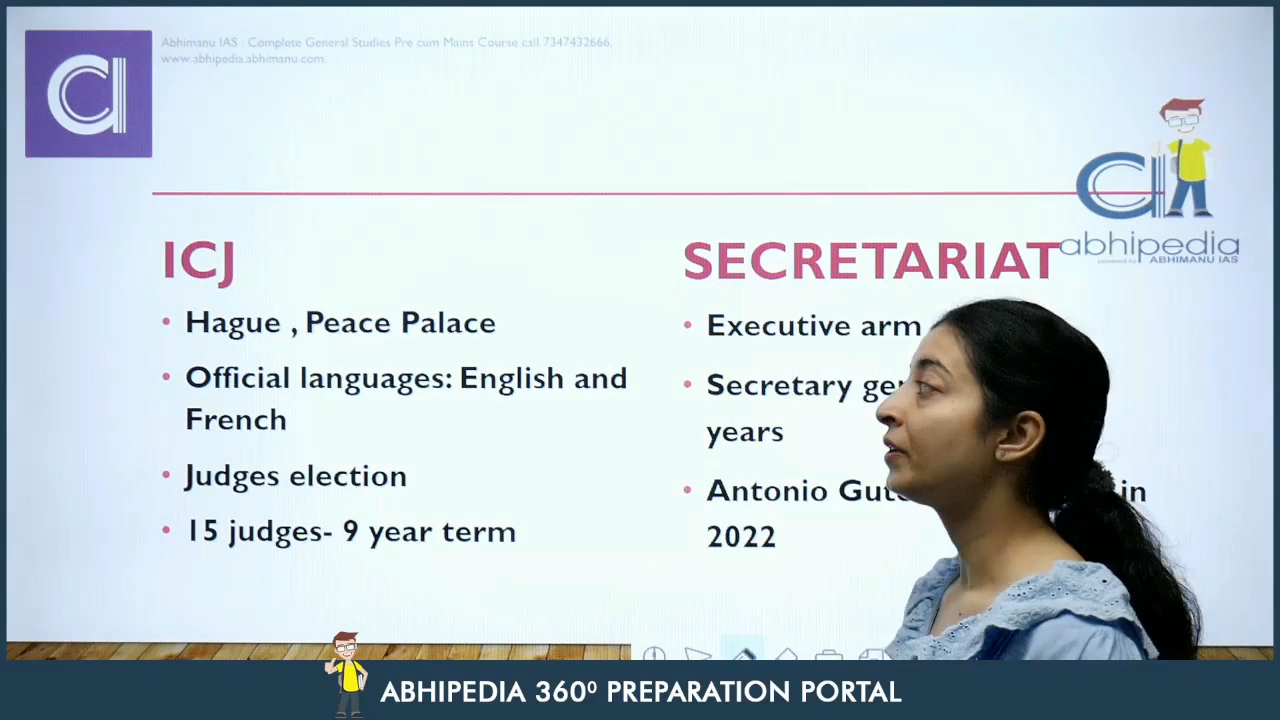 Abhimanu IAS : Complete General Studies Pre cum Mains Course call 7347432666,
www.abhipedia.abhimanu.com..
abhipedia
powered by ABHIMANU IAS
ICJ
• Hague , Peace Palace
• Official languages: English and
French
• Judges election
• 15 judges- 9 year term
SECRETARIAT
• Executive arm
• Secretary
years
• Antonio in
2022
ABHIPEDIA 360⁰ PREPARATION PORTAL